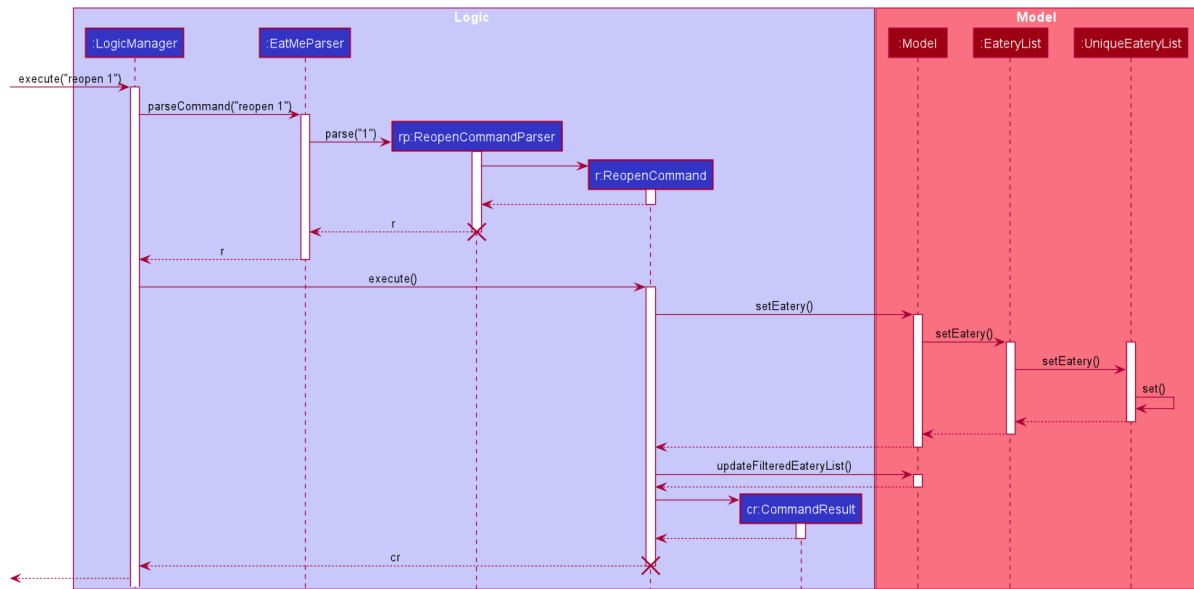 Logic
Model
:LogicManager
:EatMeParser
:Model
:EateryList
:UniqueEateryList
execute("reopen 1")
parseCommand("reopen 1")
parse("1")
rp:ReopenCommandParser
r:ReopenCommand
r
r
execute()
setEatery()
setEatery()
setEatery()
set()
updateFilteredEateryList()
cr:CommandResult
cr